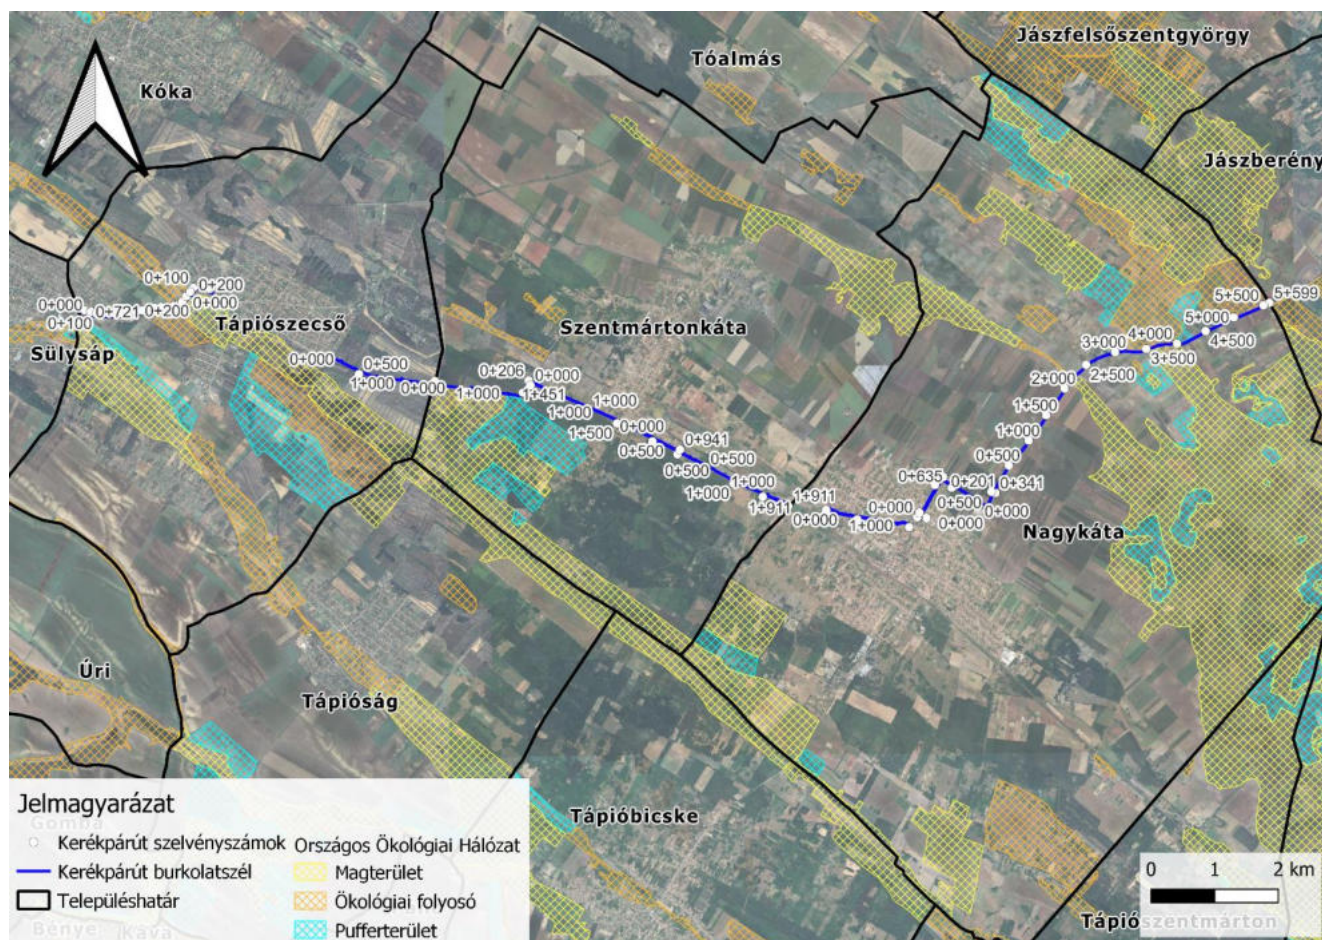 Jászfelsőszentgyörgy
Tóalmás
Kóka
Jászberény
0+100
0+200
0+000
0+721
0+200
0+000
0+100
5+500
5+599
Tápiószecső
Szentmártonkáta
5+000
4+000
4+500
Sülysáp
0+000
0+500
3+000
3+500
0+206
0+000
2+500
1+000
0+000
1+000
1+451
2+000
1+000
1+000
1+500
1+500
0+000
1+000
0+500
0+941
0+500
0+500
0+500
0+635
0+201
0+341
1+000
1+000
0+500
1+911
1+911
0+000
0+000
0+000
1+000
0+000
Nagykáta
Úri
Tápióság
Tápióbicske
Jelmagyarázat
Gomba
Kerékpárút szelvényszámok
Kerékpárút burkolatszél
Településhatár
Országos Ökológiai Hálózat
Magterület
Ökológiai folyosó
Pufferterület
Bénye
Káva
0 1 2 km
Tápiószentmárton